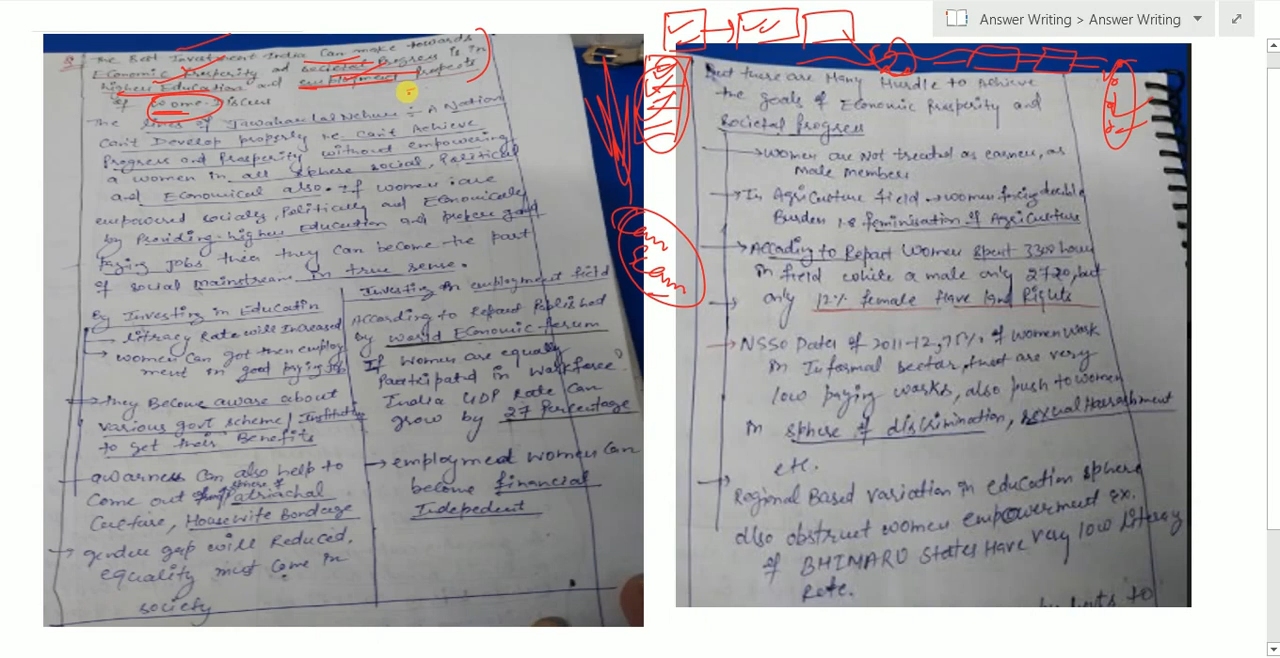 Answer Writing > Answer Writing
Q The Best Investment India Can make towards
Economic Prosperity and societal Progress is in
Higher Education and employment Prospects
of women. Discuss
The lines of Jawaharlal Nehru :- A Nation
Can't Develop properly he can't Achieve
Progress and Prosperity without empowering
a women in all sphere social, Political
and Economical also. If women are
empowered socially, Politically and Economically
by Providing higher Education and proper good
Paying jobs then they can become the part
of social mainstream in true sense.
By Investing in Education
→ literacy Rate will Increased
→ women Can got then employ
ment in good paying job
→ they Become aware about
various govt scheme/
to get their Benefits
awarness Can also help to
Come out Patriachal
Housewife Bondage
→ gender gap will Reduced,
equality must come in
society
Investing in employment field
According to Report Published
by World Economic Forum
If women are equally
Participated in workforce
India GDP Rate Can
grow by 27 Percentage
→ employmed women Can
become financial
Indepedent
But there are Many Hurdle to Achieve
the goals of Economic Prosperity and
Societal Progress
→ women are Not treated as earner, as
male members
→ In Agriculture field women facing double
Burden i.e feminisation of Agriculture
→ According to Report Women Spent 3300 hour
in field while a male only but
→ only 12% female Have land Rights
→ NSSO Data of 2011-12, 75% of women work
in Informal Sector, that are very
low paying works, also push to women
in sphere of discrimination, sexual Harashment
etc.
→ Regional Based variation in education sphere
also obstruct women empowerment ex.
of BHIMARU States Have very low literacy
Rate.
Can